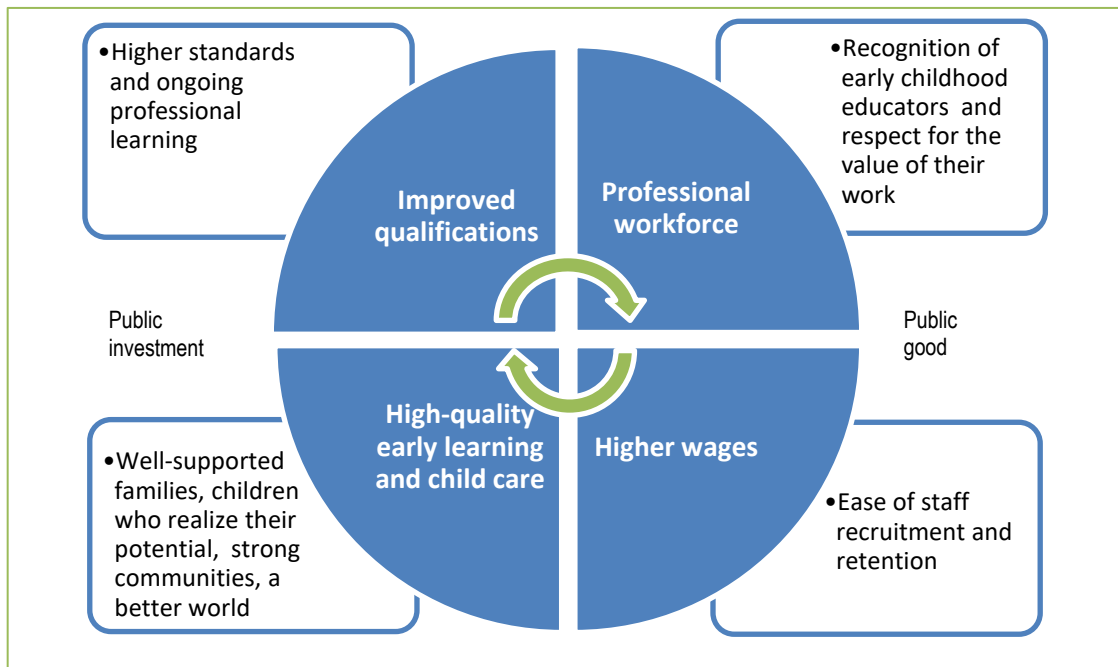 •Higher standards
and ongoing
professional
learning
•Recognition of
early childhood
educators and
respect for the
value of their
work
Improved
qualifications
Professional
workforce
Public
investment
Public
good
High-quality
early learning
and child care
Higher wages
•Well-supported
families, children
who realize their
potential, strong
communities, a
better world
•Ease of staff
recruitment and
retention